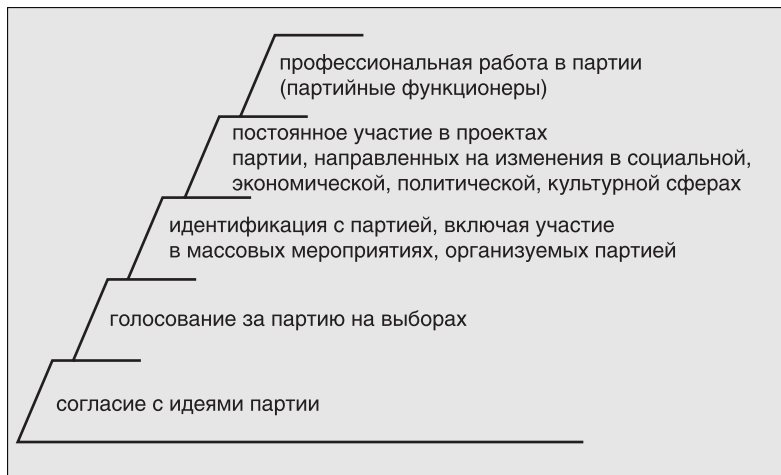 профессиональная работа в партии
(партийные функционеры)
постоянное участие в проектах
партии, направленных на изменения в социальной,
экономической, политической, культурной сферах
идентификация с партией, включая участие
в массовых мероприятиях, организуемых партией
голосование за партию на выборах
согласие с идеями партии